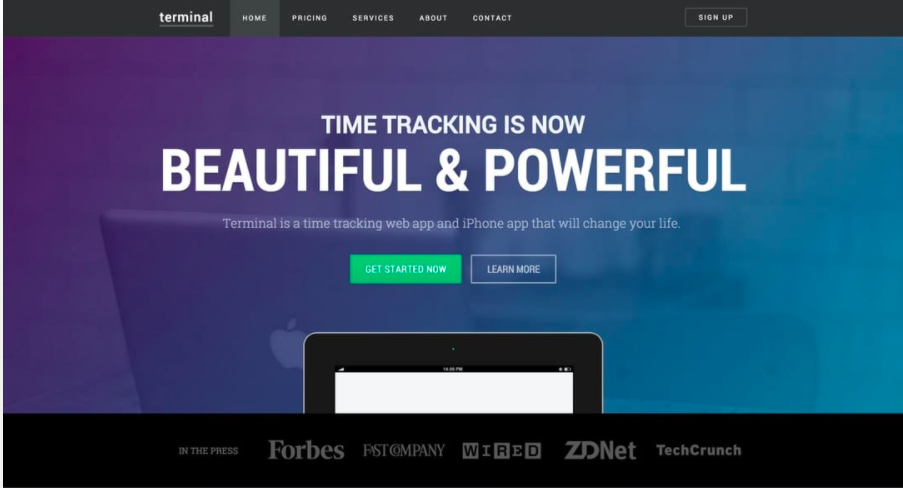 terminal
HOME PRICING SERVICES ABOUT CONTACT SIGN UP
TIME TRACKING IS NOW
BEAUTIFUL & POWERFUL
Terminal is a time tracking web app and iPhone app that will change your life.
GET STARTED NOW LEARN MORE
IN THE PRESS Forbes FAST COMPANY WIRED ZDNet TechCrunch